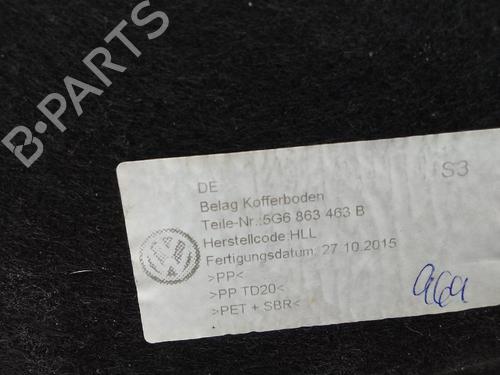 B-PARTS
DE
S3
Belag Kofferboden
Teile-Nr.:5G6 863 463 B
Herstellcode:HLL
Fertigungsdatum: 27.10.2015
>PP<
>PP TD20<
>PET + SBR<
969